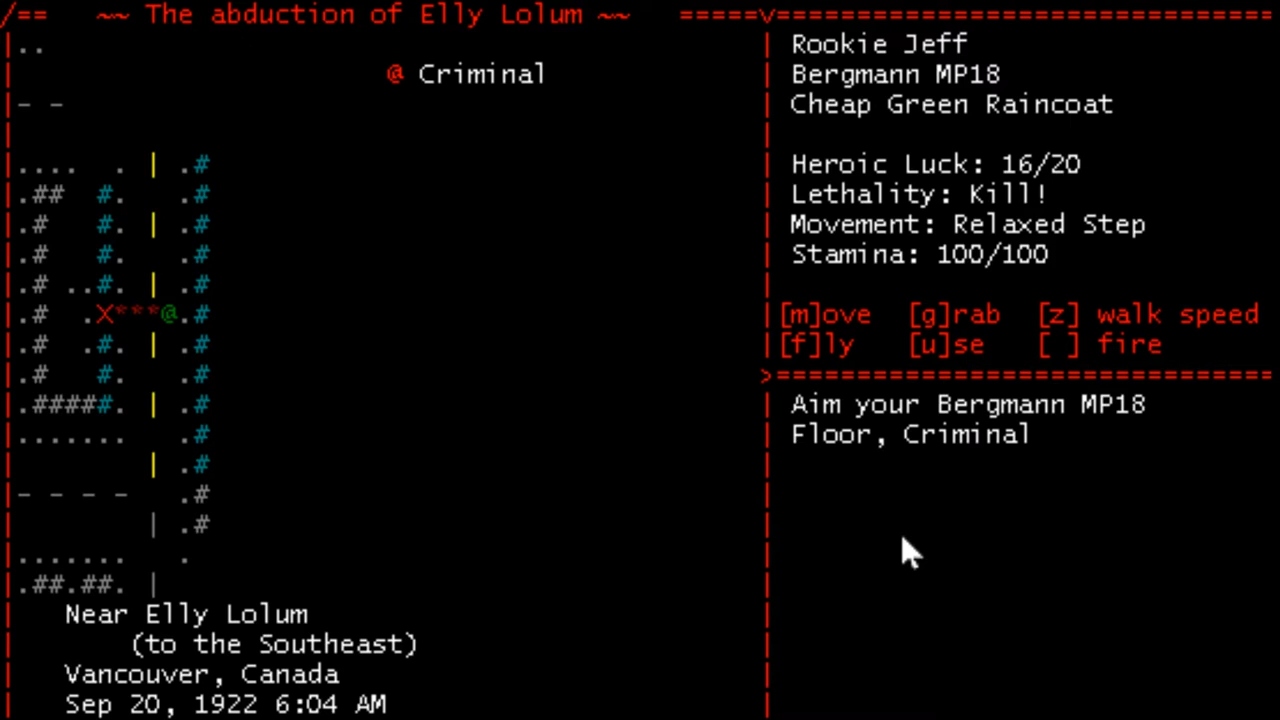 /== ~~ The abduction of Elly Lolum ~~ =====v===============================
..
@ Criminal
- -
.... . | .#
.## #. .#
.# #. | .#
.# #. .#
.# ..#. | .#
.# .X***@.#
.# .#. | .#
.# #. .#
.#####. | .#
....... .#
| .#
- - - - .#
| .#
....... .
.##.##. |
Near Elly Lolum
(to the Southeast)
Vancouver, Canada
Sep 20, 1922 6:04 AM
Rookie Jeff
Bergmann MP18
Cheap Green Raincoat
Heroic Luck: 16/20
Lethality: Kill!
Movement: Relaxed Step
Stamina: 100/100
[m]ove [g]rab [z] walk speed
[f]ly [u]se [ ] fire
>===============================
Aim your Bergmann MP18
Floor, Criminal